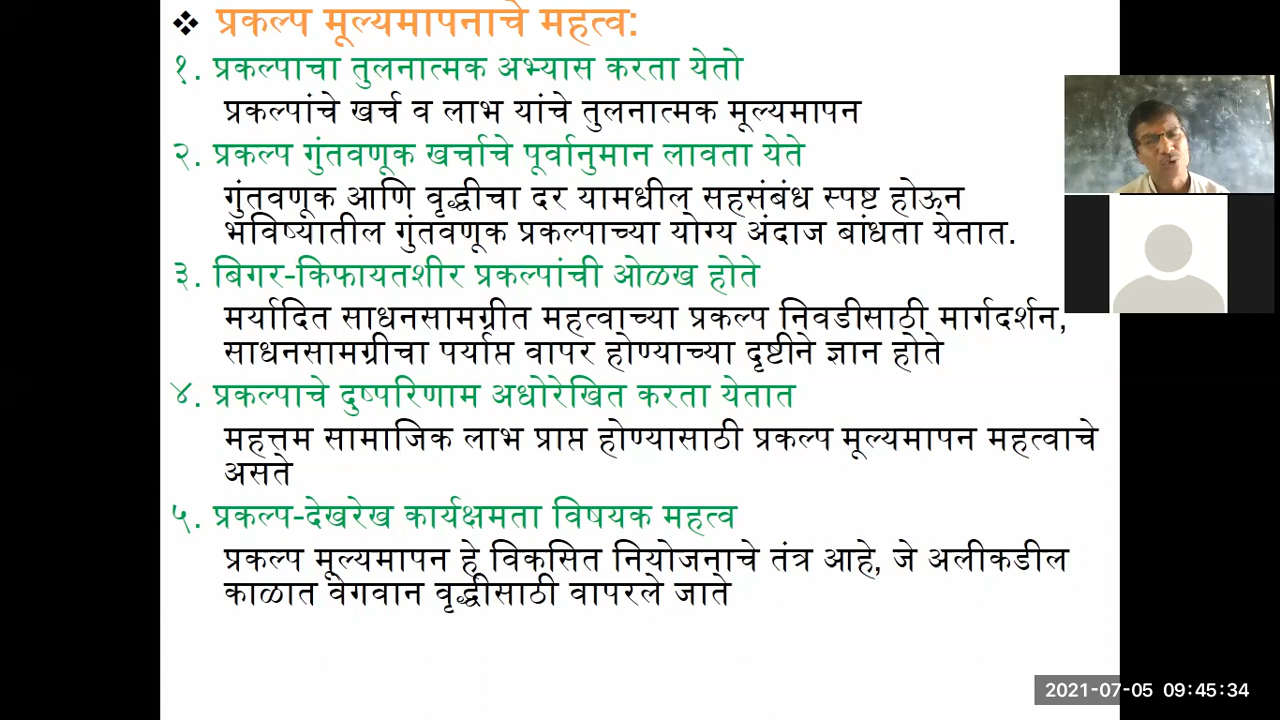 ❖ प्रकल्प मूल्यमापनाचे महत्व:
१. प्रकल्पाचा तुलनात्मक अभ्यास करता येतो
प्रकल्पांचे खर्च व लाभ यांचे तुलनात्मक मूल्यमापन
२. प्रकल्प गुंतवणूक खर्चाचे पूर्वानुमान लावता येते
गुंतवणूक आणि वृद्धीचा दर यामधील सहसंबंध स्पष्ट होऊन
भविष्यातील गुंतवणूक प्रकल्पाच्या योग्य अंदाज बांधता येतात.
३. बिगर-किफायतशीर प्रकल्पांची ओळख होते
मर्यादित साधनसामग्रीत महत्वाच्या प्रकल्प निवडीसाठी मार्गदर्शन,
साधनसामग्रीचा पर्याप्त वापर होण्याच्या दृष्टीने ज्ञान होते
४. प्रकल्पाचे दुष्परिणाम अधोरेखित करता येतात
महत्तम सामाजिक लाभ प्राप्त होण्यासाठी प्रकल्प मूल्यमापन महत्वाचे
असते
५. प्रकल्प-देखरेख कार्यक्षमता विषयक महत्व
प्रकल्प मूल्यमापन हे विकसित नियोजनाचे तंत्र आहे, जे अलीकडील
काळात वेगवान वृद्धीसाठी वापरले जाते
2021-07-05 09:45:34